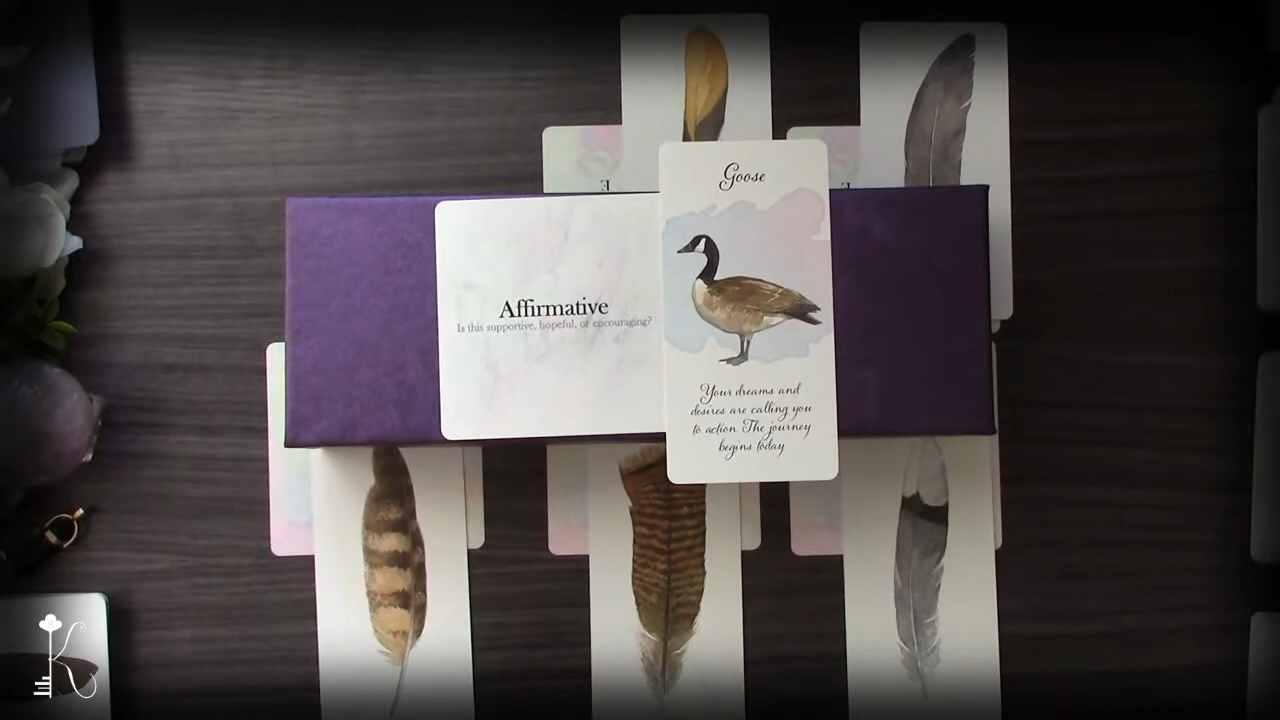 Goose
Affirmative
Is this supportive, hopeful, or encouraging?
Your dreams and
desires are calling you
to action. The journey
begins today
K